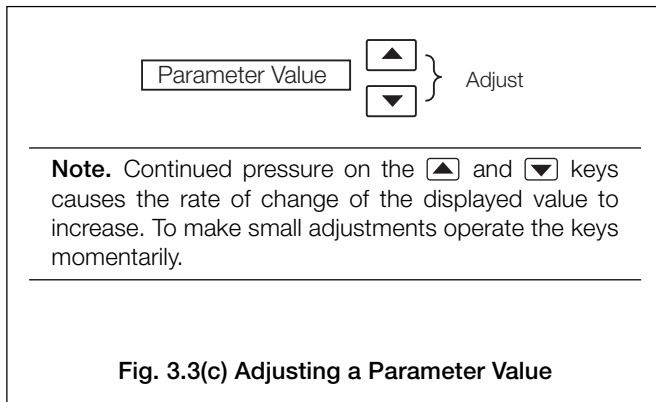 Parameter Value
Adjust
Note. Continued pressure on the ▲ and ▼ keys
causes the rate of change of the displayed value to
increase. To make small adjustments operate the keys
momentarily.
Fig. 3.3(c) Adjusting a Parameter Value